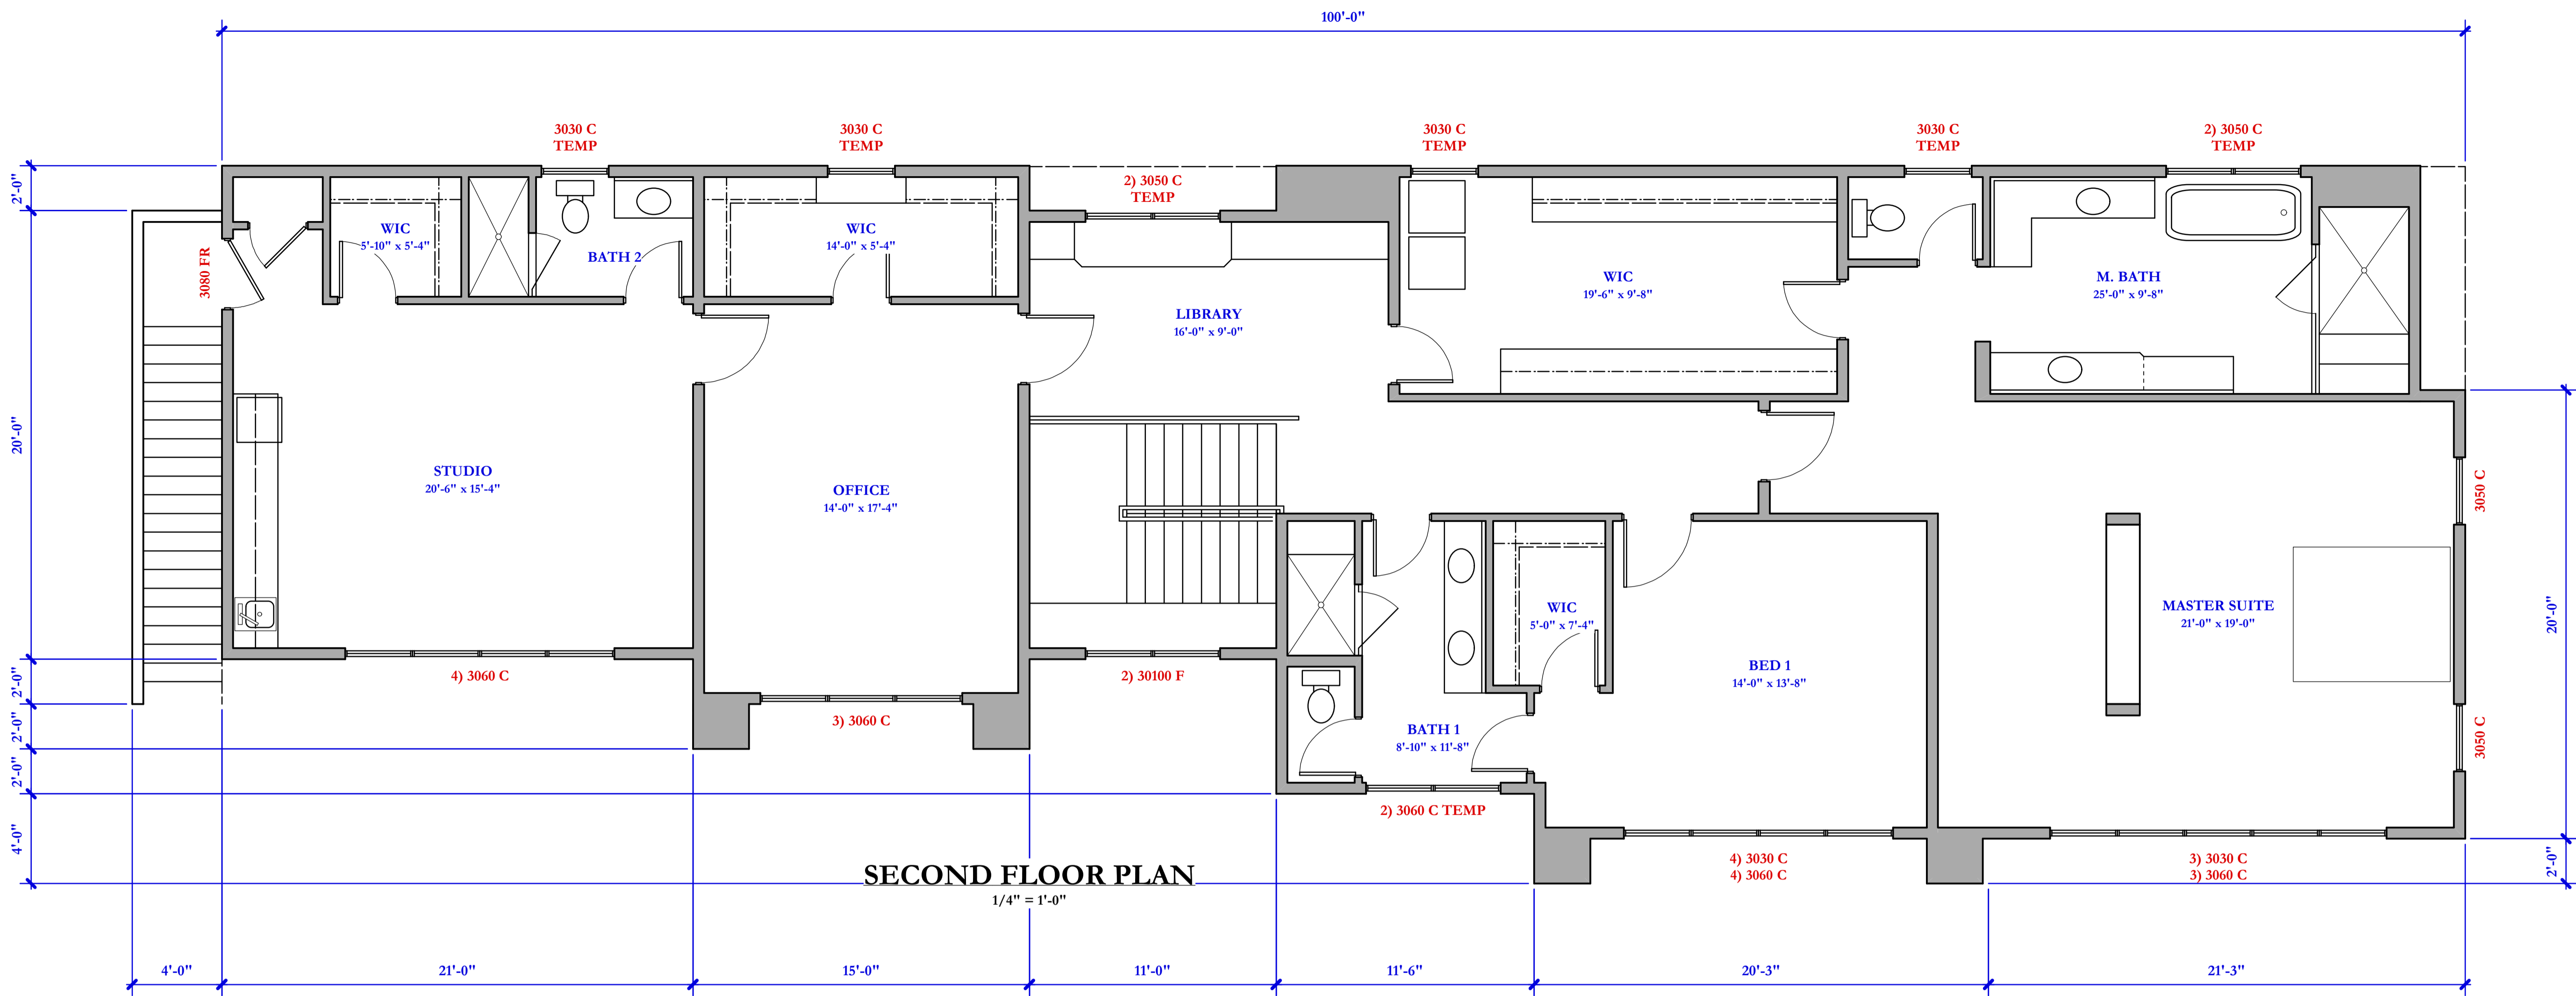 100'-0"
3030 C
TEMP
3030 C
TEMP
3030 C
TEMP
3030 C
TEMP
2) 3050 C
TEMP
2) 3050 C
TEMP
2'-0"
20'-0"
2'-0"
2'-0"
2'-0"
4'-0"
3080 FR
WIC
5'-10" x 5'-4"
BATH 2
WIC
14'-0" x 5'-4"
LIBRARY
16'-0" x 9'-0"
WIC
19'-6" x 9'-8"
M. BATH
25'-0" x 9'-8"
STUDIO
20'-6" x 15'-4"
OFFICE
14'-0" x 17'-4"
WIC
5'-0" x 7'-4"
BED 1
14'-0" x 13'-8"
MASTER SUITE
21'-0" x 19'-0"
BATH 1
8'-10" x 11'-8"
3050 C
3050 C
20'-0"
2'-0"
4) 3060 C
3) 3060 C
2) 30100 F
2) 3060 C TEMP
4) 3030 C
4) 3060 C
3) 3030 C
3) 3060 C
SECOND FLOOR PLAN
1/4" = 1'-0"
4'-0"
21'-0"
15'-0"
11'-0"
11'-6"
20'-3"
21'-3"